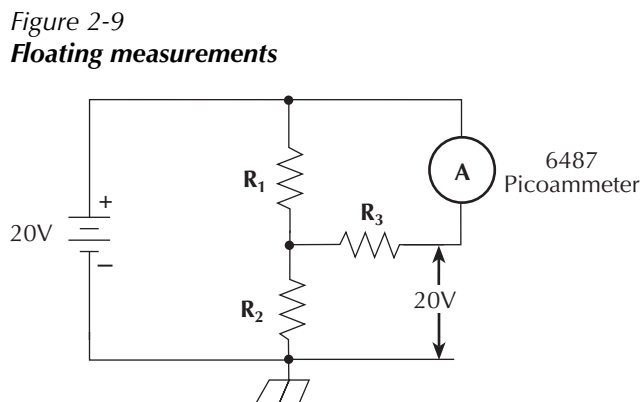 Figure 2-9
Floating measurements
R₁
A
6487
Picoammeter
R₃
+
20V
−
20V
R₂